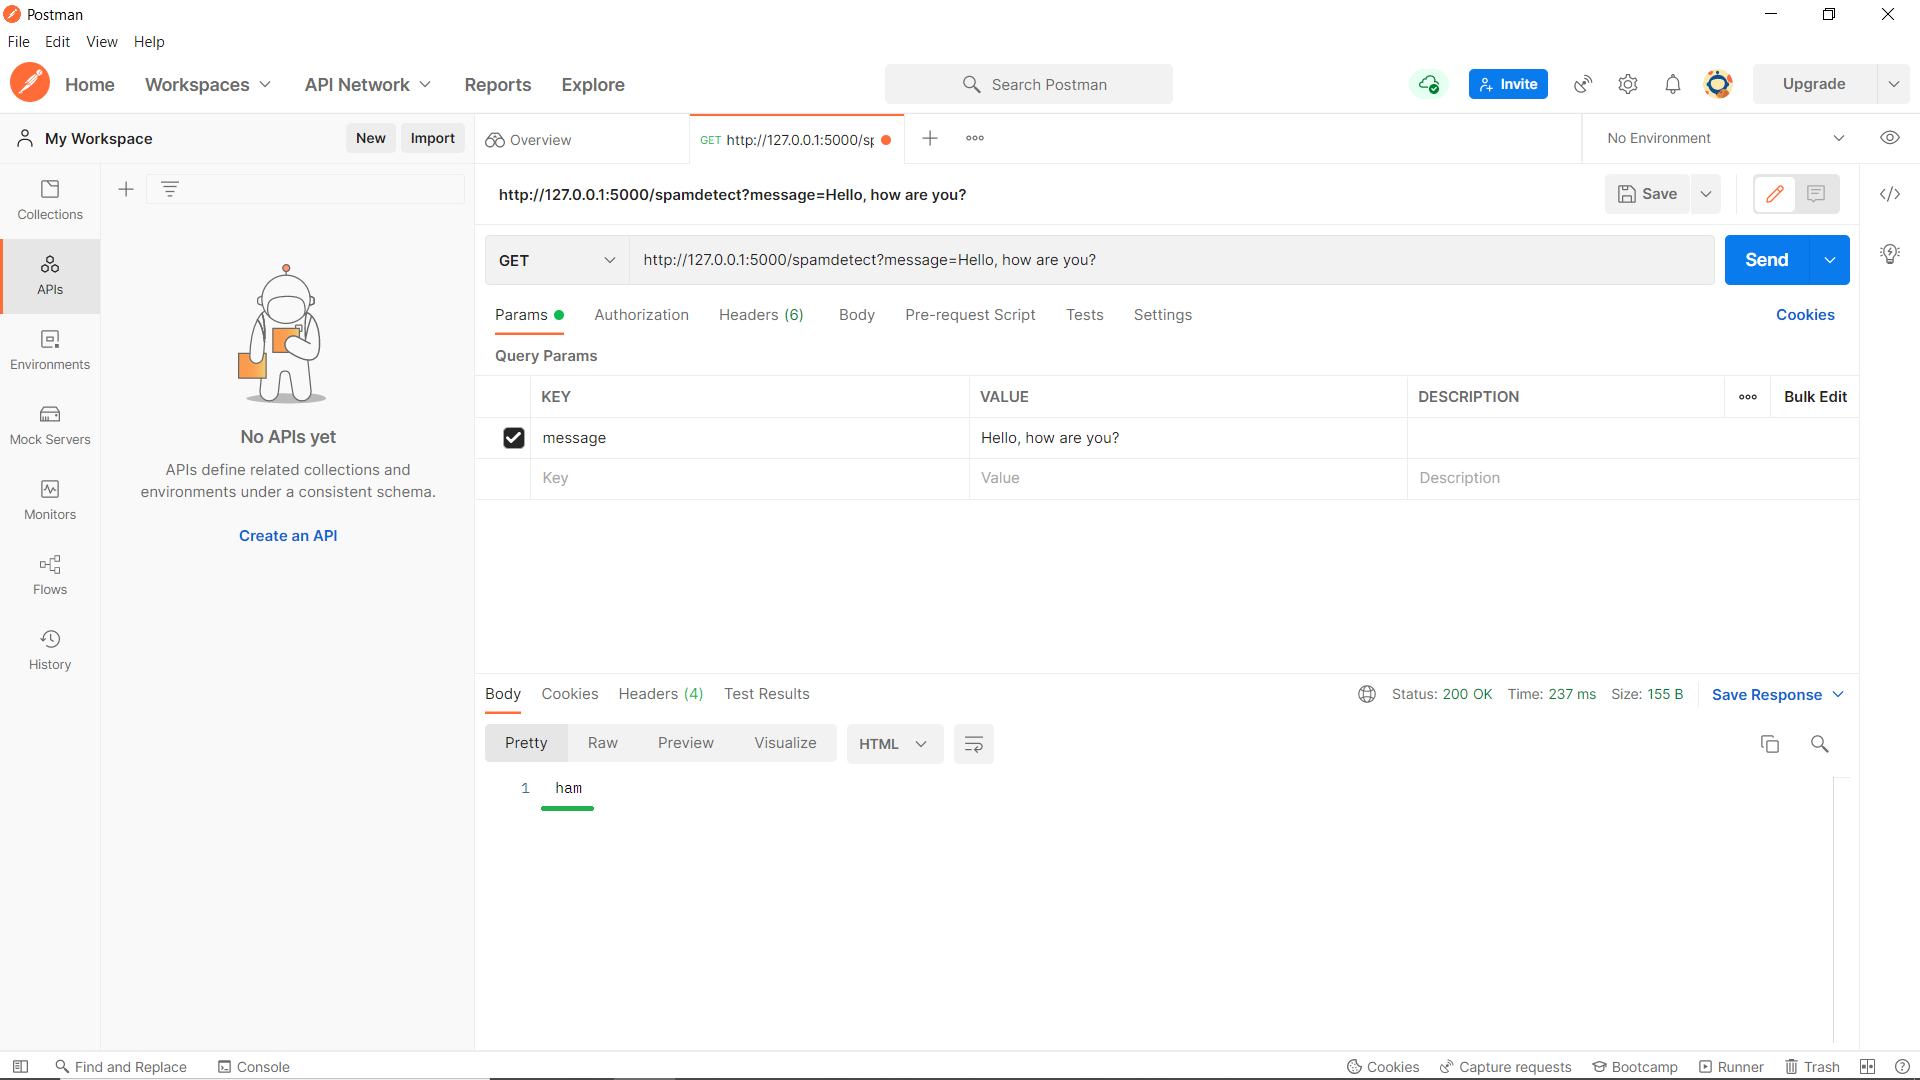 Postman
File Edit View Help
Home Workspaces API Network Reports Explore Search Postman Invite Upgrade
My Workspace New Import Overview GET http://127.0.0.1:5000/sp No Environment
Collections
APIs
Environments
Mock Servers
Monitors
Flows
History
No APIs yet
APIs define related collections and
environments under a consistent schema.
Create an API
http://127.0.0.1:5000/spamdetect?message=Hello, how are you? Save
GET http://127.0.0.1:5000/spamdetect?message=Hello, how are you? Send
Params Authorization Headers (6) Body Pre-request Script Tests Settings Cookies
Query Params
KEY VALUE DESCRIPTION Bulk Edit
message Hello, how are you?
Key Value Description
Body Cookies Headers (4) Test Results Status: 200 OK Time: 237 ms Size: 155 B Save Response
Pretty Raw Preview Visualize HTML
1 ham
Find and Replace Console Cookies Capture requests Bootcamp Runner Trash